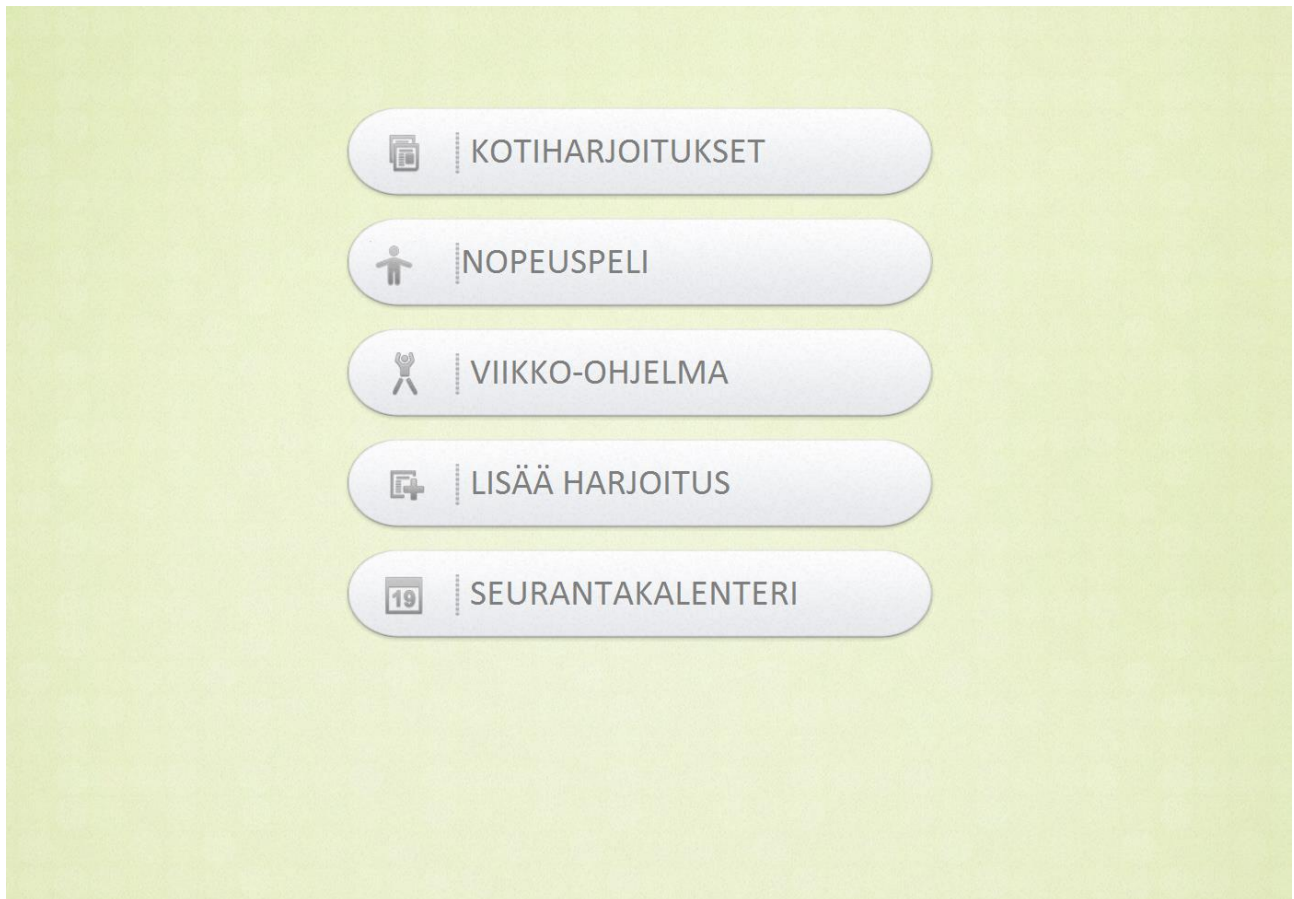 KOTIHARJOITUKSET
NOPEUSPELI
VIIKKO-OHJELMA
LISÄÄ HARJOITUS
19
SEURANTAKALENTERI